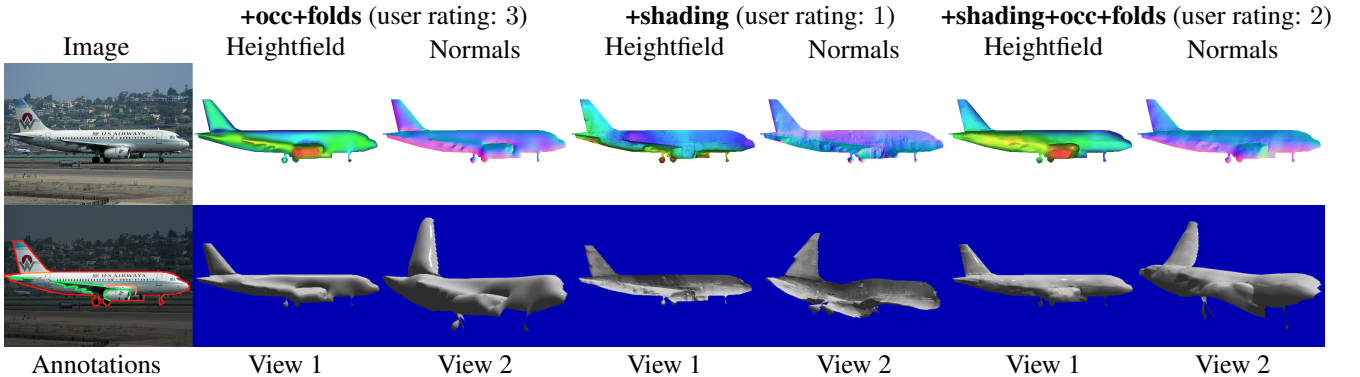 +occ+folds (user rating: 3) +shading (user rating: 1) +shading+occ+folds (user rating: 2)
Image Heightfield Normals Heightfield Normals Heightfield Normals
U.S AIRWAYS
U.S AIRWAYS
Annotations View 1 View 2 View 1 View 2 View 1 View 2